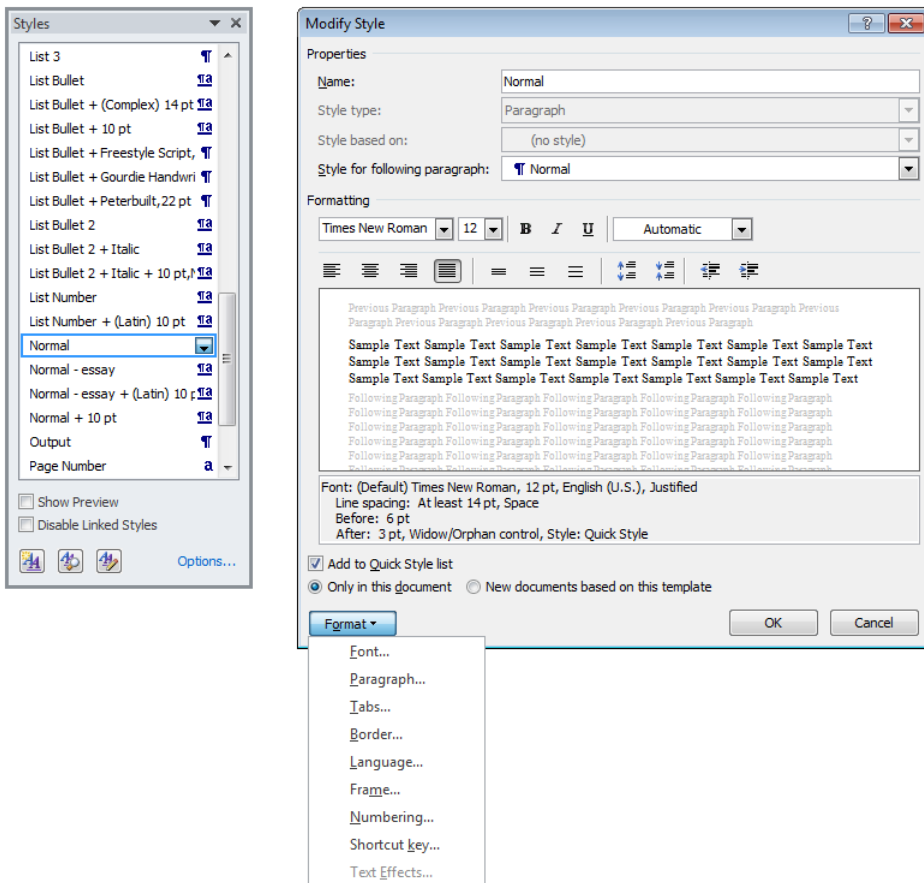 Styles
List 3
List Bullet
List Bullet + (Complex) 14 pt
List Bullet + 10 pt
List Bullet + Freestyle Script,
List Bullet + Gourdie Handwri
List Bullet + Peterbuilt,22 pt
List Bullet 2
List Bullet 2 + Italic
List Bullet 2 + Italic + 10 pt,
List Number
List Number + (Latin) 10 pt
Normal
Normal - essay
Normal - essay + (Latin) 10 p
Normal + 10 pt
Output
Page Number
Show Preview
Disable Linked Styles
Options...
Modify Style
Properties
Name: Normal
Style type: Paragraph
Style based on: (no style)
Style for following paragraph: ¶ Normal
Formatting
Times New Roman 12 B I U Automatic
Previous Paragraph Previous Paragraph Previous Paragraph Previous Paragraph Previous
Paragraph Previous Paragraph Previous Paragraph Previous Paragraph Previous Paragraph
Sample Text Sample Text Sample Text Sample Text Sample Text Sample Text Sample Text
Sample Text Sample Text Sample Text Sample Text Sample Text Sample Text Sample Text
Sample Text Sample Text Sample Text Sample Text Sample Text Sample Text Sample Text
Following Paragraph Following Paragraph Following Paragraph Following Paragraph Following Paragraph
Following Paragraph Following Paragraph Following Paragraph Following Paragraph Following Paragraph
Following Paragraph Following Paragraph Following Paragraph Following Paragraph Following Paragraph
Following Paragraph Following Paragraph Following Paragraph Following Paragraph Following Paragraph
Following Paragraph Following Paragraph Following Paragraph Following Paragraph Following Paragraph
Following Paragraph Following Paragraph Following Paragraph Following Paragraph Following Paragraph
Font: (Default) Times New Roman, 12 pt, English (U.S.), Justified
Line spacing: At least 14 pt, Space
Before: 6 pt
After: 3 pt, Widow/Orphan control, Style: Quick Style
Add to Quick Style list
Only in this document New documents based on this template
Format OK Cancel
Font...
Paragraph...
Tabs...
Border...
Language...
Frame...
Numbering...
Shortcut key...
Text Effects...